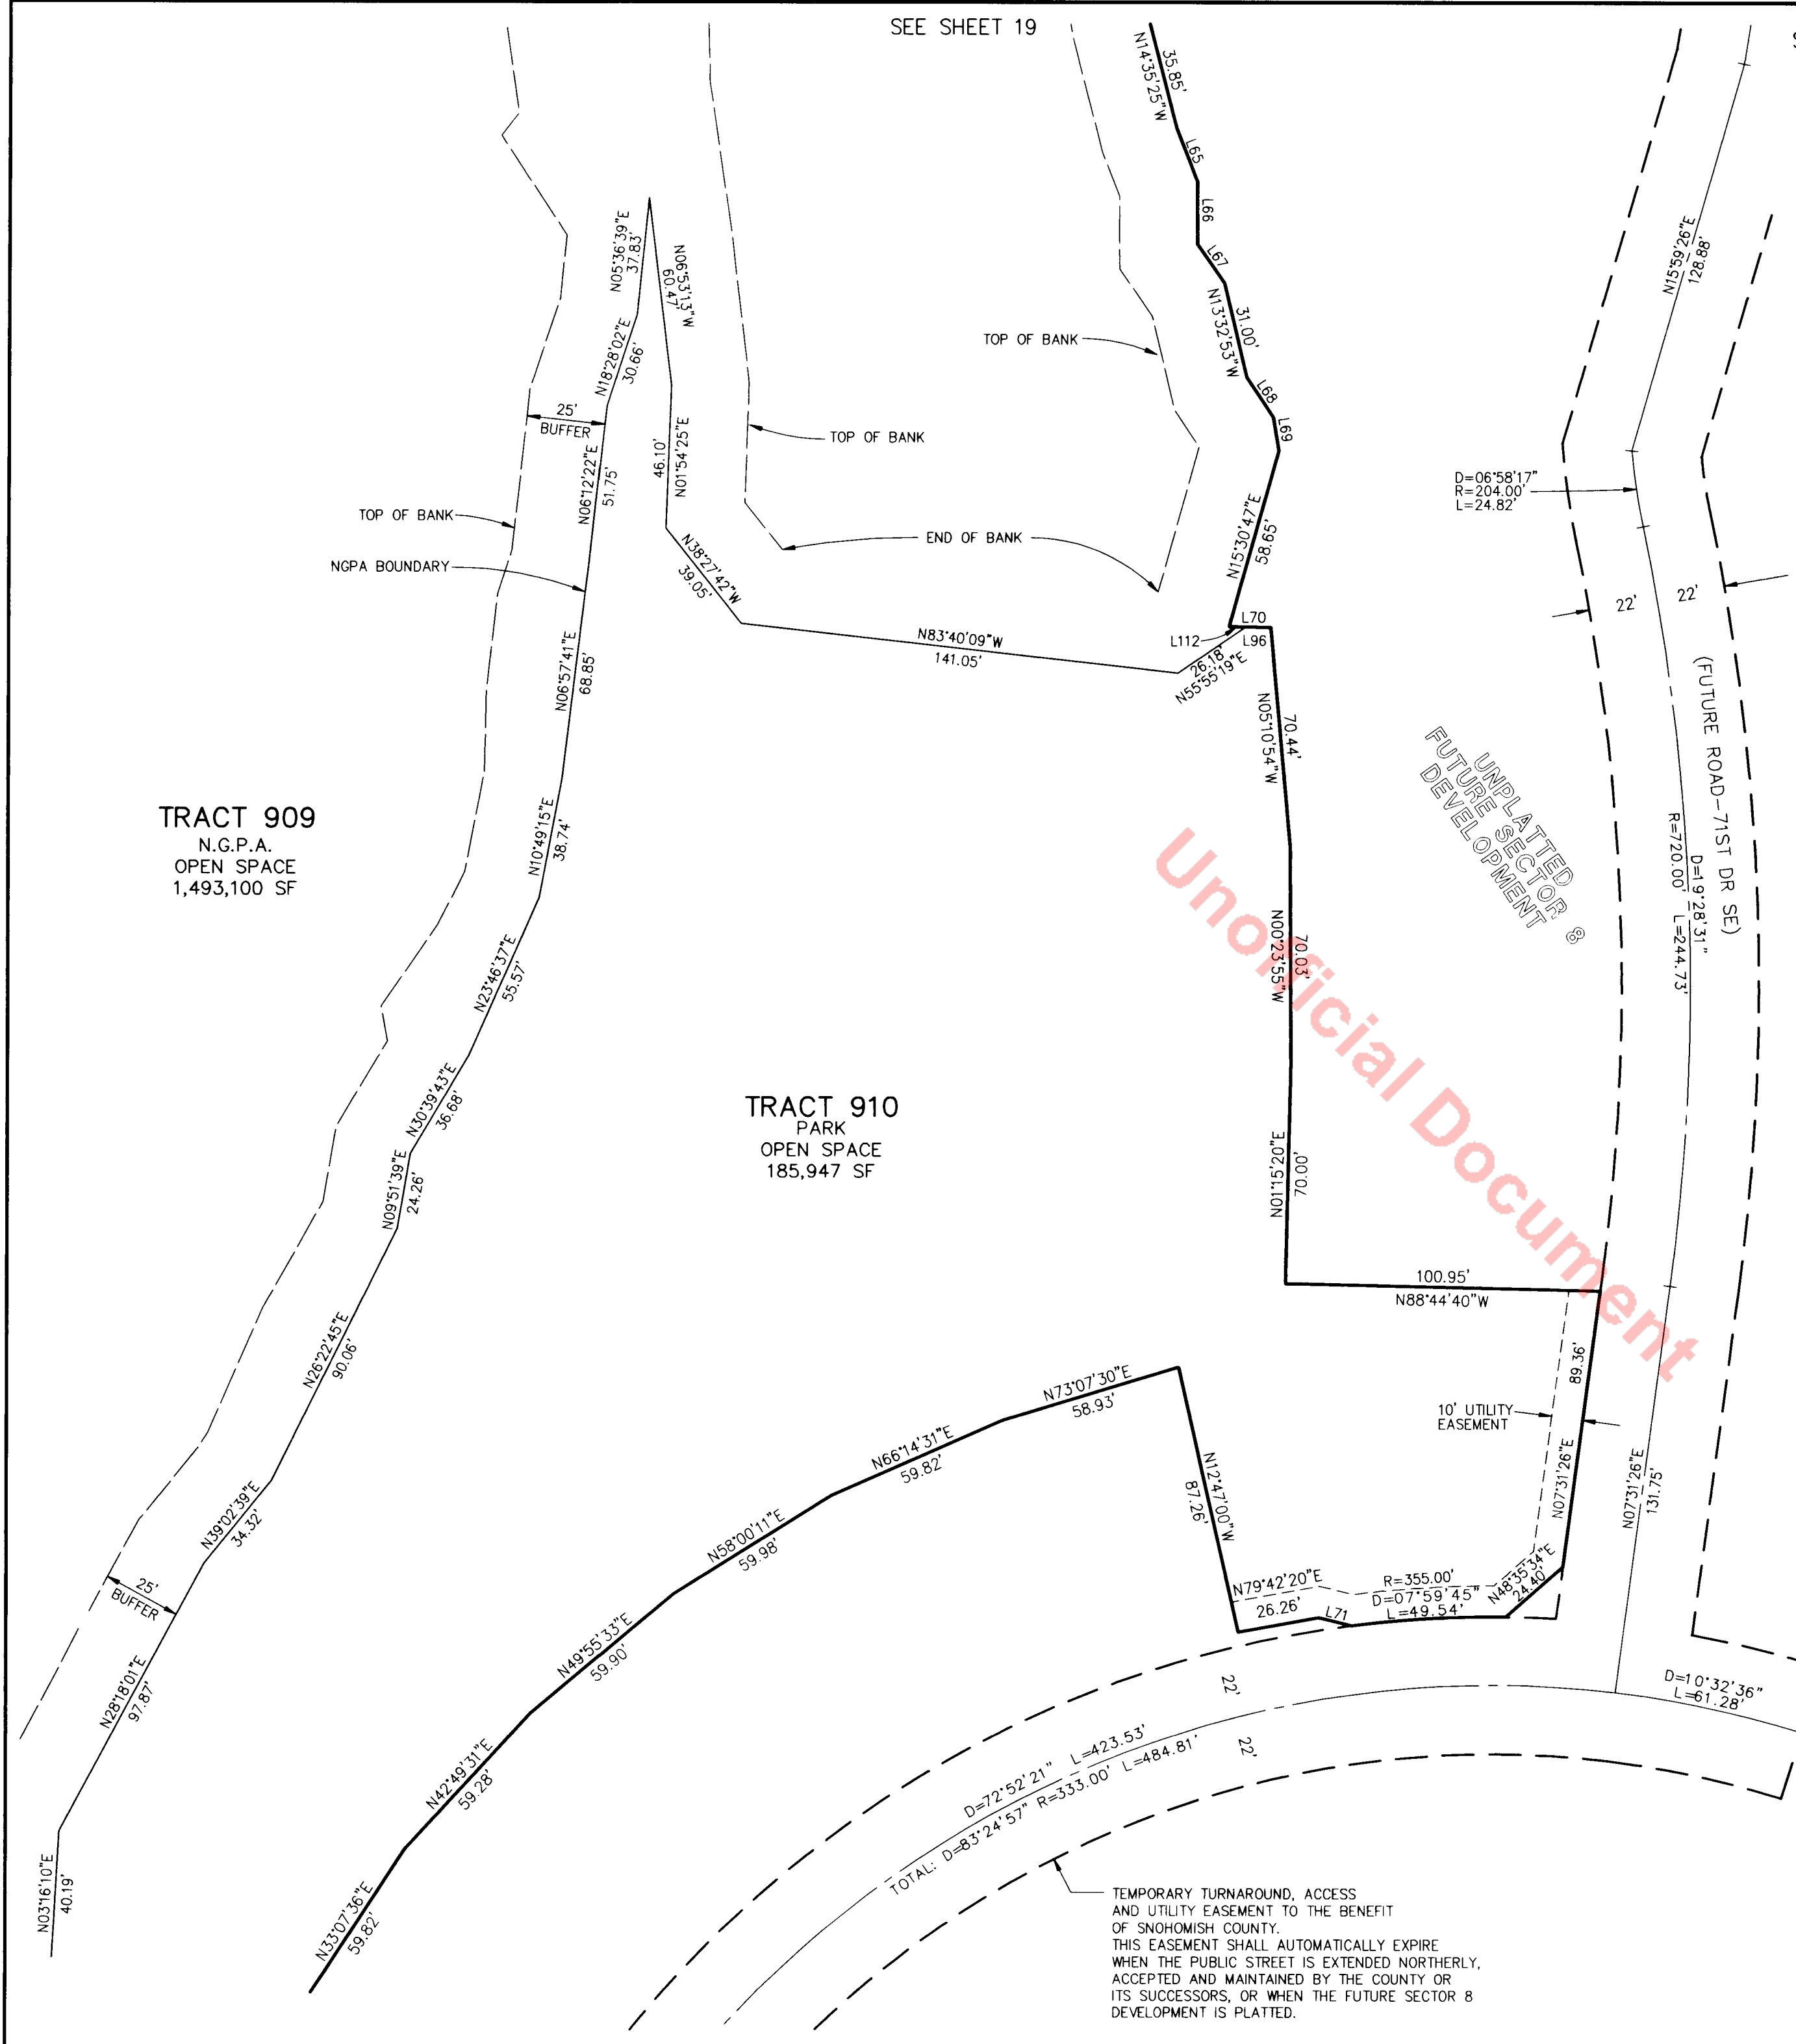 SEE SHEET 19
35.85'
N14°35'25"W
L65
L66
L67
31.00'
N13°32'53"W
L68
L69
N15°30'47"E
58.65'
L70
L112
L96
26.18'
N55°55'19"E
N05°36'39"E
37.83'
N06°53'13"W
60.47'
N18°28'02"E
30.66'
25'
BUFFER
N06°12'22"E
51.75'
46.10'
N01°54'25"E
TOP OF BANK
TOP OF BANK
TOP OF BANK
END OF BANK
NGPA BOUNDARY
N38°27'42"W
39.05'
N83°40'09"W
141.05'
N15°59'26"E
128.88'
D=06°58'17"
R=204.00'
L=24.82'
22'
22'
(FUTURE ROAD-71ST DR SE)
D=19°28'31"
R=720.00' L=244.73'
UNPLATTED
FUTURE SECTOR 8
DEVELOPMENT
70.44'
N05°10'54"W
N06°57'41"E
68.85'
TRACT 909
N.G.P.A.
OPEN SPACE
1,493,100 SF
N10°49'15"E
38.74'
N23°46'37"E
55.57'
70.03'
N00°23'55"W
Unofficial Document
N30°39'43"E
36.68'
N09°51'39"E
24.26'
TRACT 910
PARK
OPEN SPACE
185,947 SF
N01°15'20"E
70.00'
100.95'
N88°44'40"W
N26°22'45"E
90.06'
89.36'
N07°31'26"E
10' UTILITY
EASEMENT
N73°07'30"E
58.93'
N66°14'31"E
59.82'
N12°47'00"W
87.26'
N39°02'39"E
34.32'
N58°00'11"E
59.98'
N79°42'20"E
26.26'
L71
R=355.00'
D=07°59'45"
L=49.54'
N48°35'34"E
24.40'
N07°31'26"E
131.75'
25'
BUFFER
N49°55'33"E
59.90'
N28°18'01"E
97.87'
22'
22'
D=10°32'36"
L=61.28'
N42°49'31"E
59.28'
D=72°52'21" L=423.53'
TOTAL: D=83°24'57" R=333.00' L=484.81'
N03°16'10"E
40.19'
N33°07'36"E
59.82'
TEMPORARY TURNAROUND, ACCESS
AND UTILITY EASEMENT TO THE BENEFIT
OF SNOHOMISH COUNTY.
THIS EASEMENT SHALL AUTOMATICALLY EXPIRE
WHEN THE PUBLIC STREET IS EXTENDED NORTHERLY,
ACCEPTED AND MAINTAINED BY THE COUNTY OR
ITS SUCCESSORS, OR WHEN THE FUTURE SECTOR 8
DEVELOPMENT IS PLATTED.